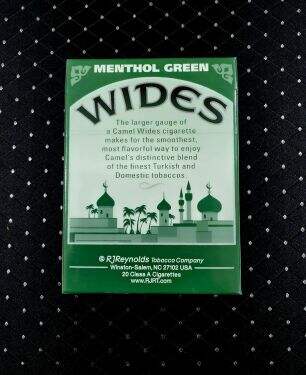 MENTHOL GREEN
WIDES
The larger gauge of
a Camel Wides cigarette
makes for the smoothest,
most flavorful way to enjoy
Camel's distinctive blend
of the finest Turkish and
Domestic tobaccos
© RJReynolds Tobacco Company
Winston-Salem, NC 27102 USA
20 Class A Cigarettes
www.RJRT.com